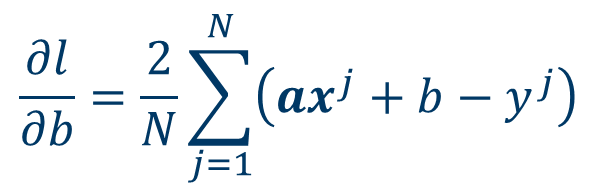 ∂l/∂b = 2/N ∑_{j=1}^{N} (𝒂𝒙^j + b − y^j)